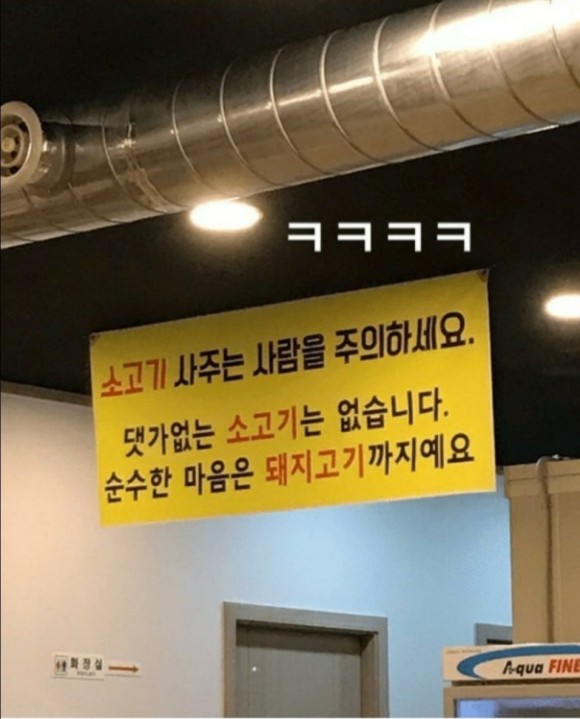 ㅋㅋㅋㅋ
소고기 사주는 사람을 주의하세요.
댓가없는 소고기는 없습니다.
순수한 마음은 돼지고기까지예요
화장실
Aqua FINE